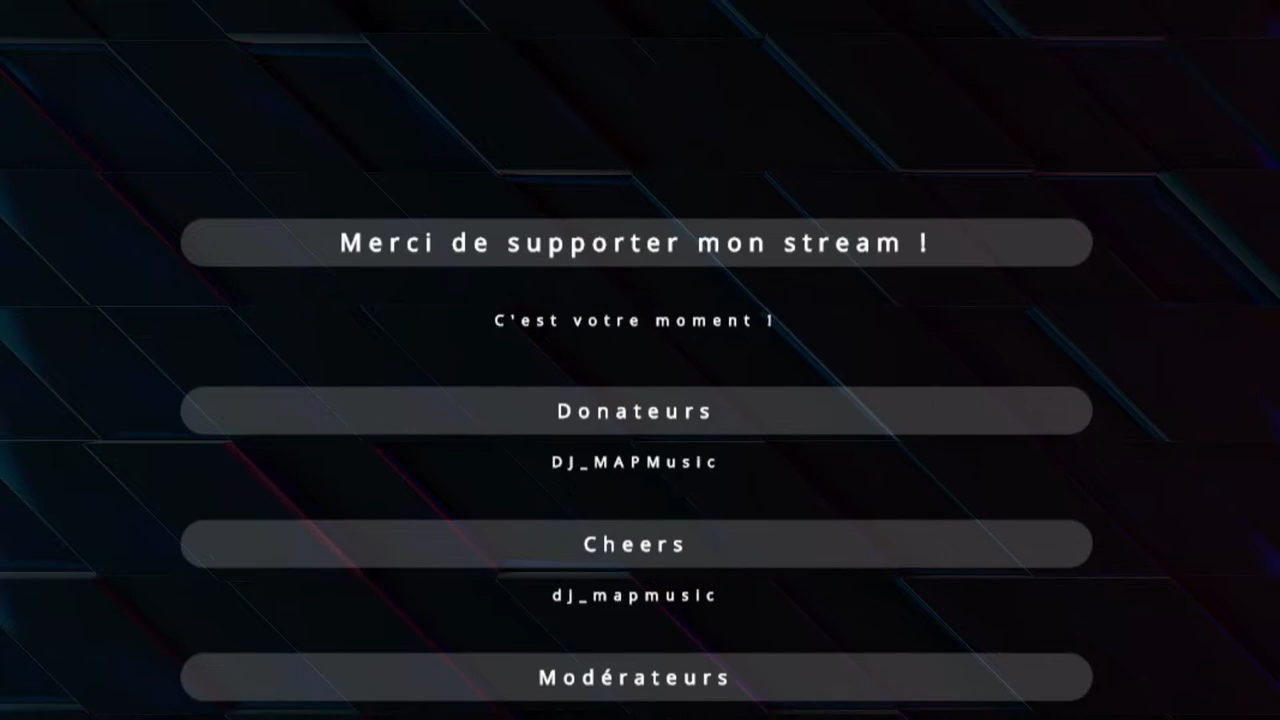 Merci de supporter mon stream !
C'est votre moment !
Donateurs
DJ_MAPMusic
Cheers
dj_mapmusic
Modérateurs